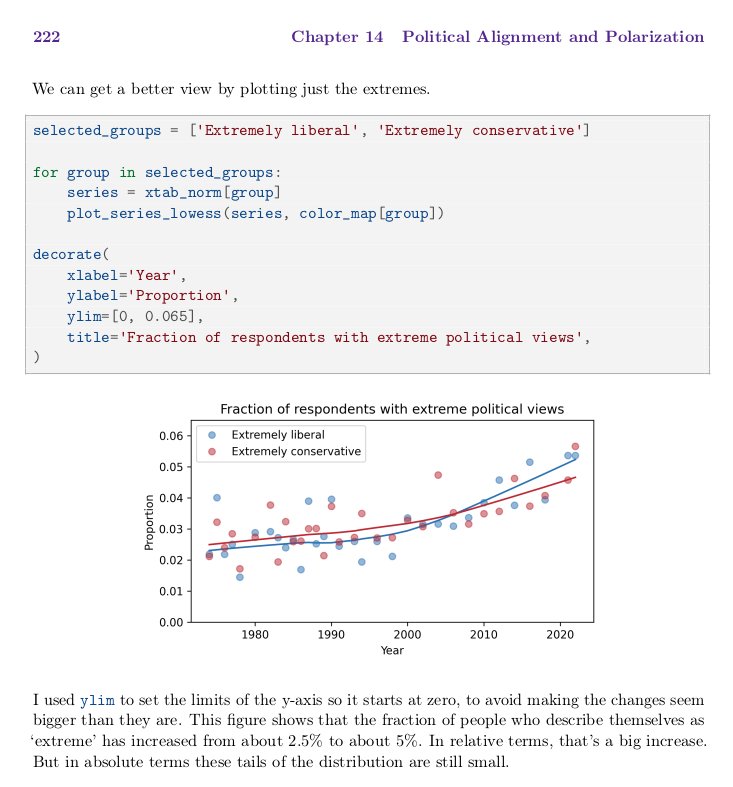 222 Chapter 14 Political Alignment and Polarization
We can get a better view by plotting just the extremes.
selected_groups = ['Extremely liberal', 'Extremely conservative']
for group in selected_groups:
    series = xtab_norm[group]
    plot_series_lowess(series, color_map[group])
decorate(
    xlabel='Year',
    ylabel='Proportion',
    ylim=[0, 0.065],
    title='Fraction of respondents with extreme political views',
)
Fraction of respondents with extreme political views
Extremely liberal
Extremely conservative
Proportion
0.06
0.05
0.04
0.03
0.02
0.01
0.00
1980 1990 2000 2010 2020
Year
I used ylim to set the limits of the y-axis so it starts at zero, to avoid making the changes seem
bigger than they are. This figure shows that the fraction of people who describe themselves as
‘extreme’ has increased from about 2.5% to about 5%. In relative terms, that’s a big increase.
But in absolute terms these tails of the distribution are still small.